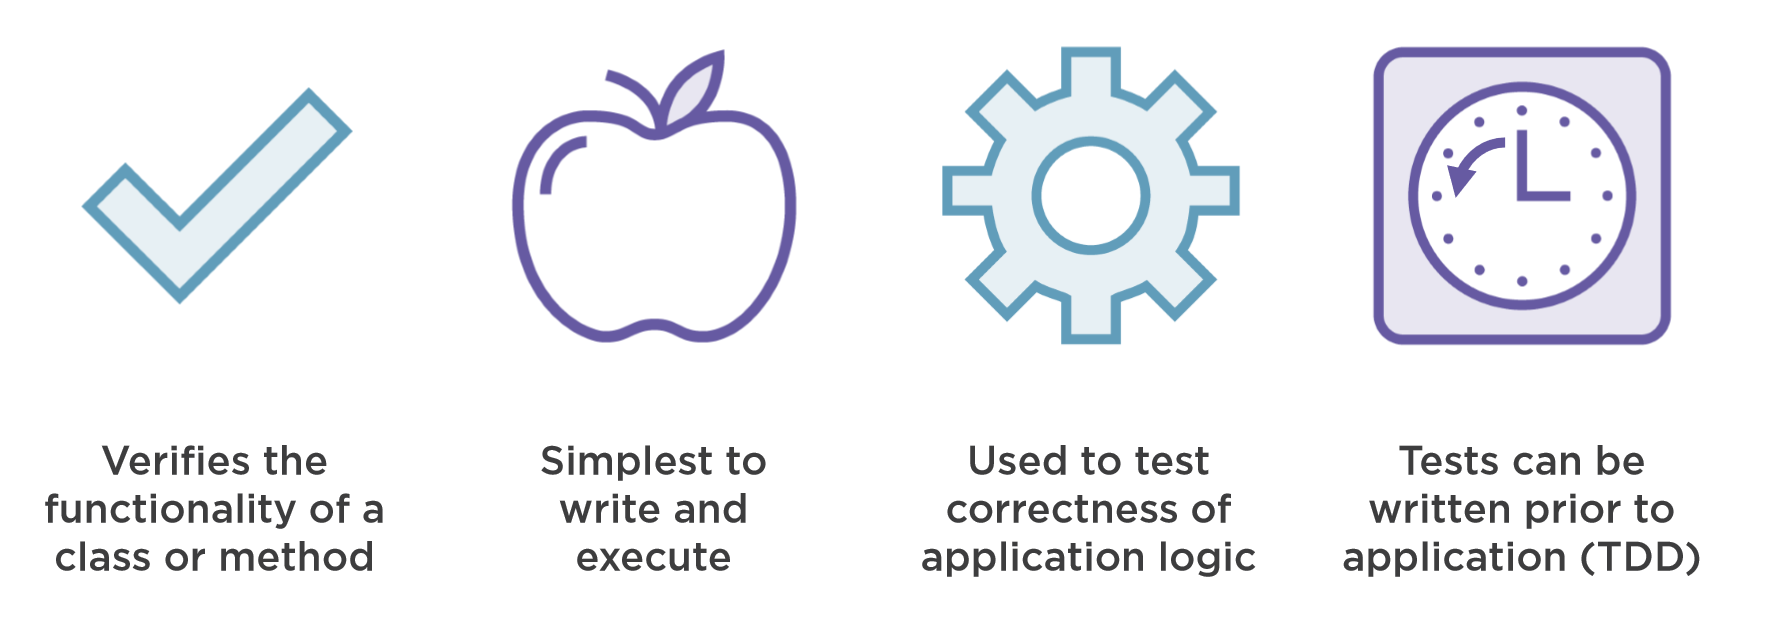 Verifies the
functionality of a
class or method
Simplest to
write and
execute
Used to test
correctness of
application logic
Tests can be
written prior to
application (TDD)